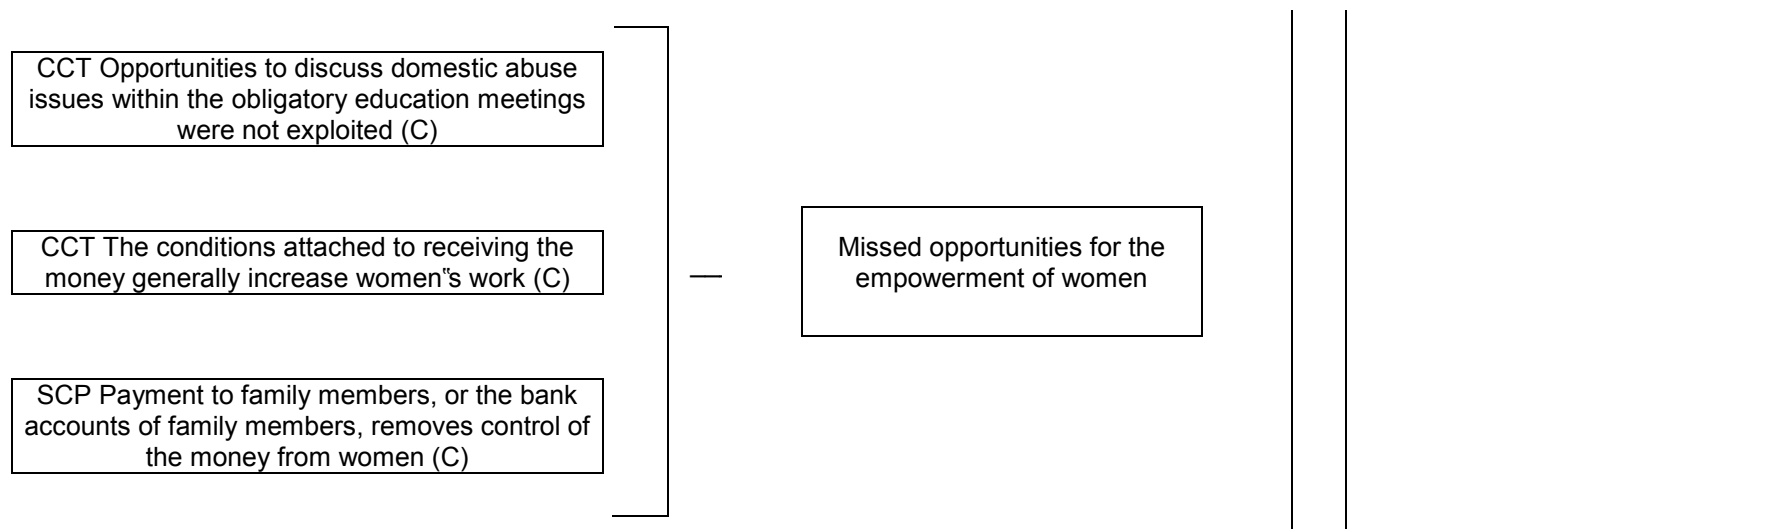 CCT Opportunities to discuss domestic abuse
issues within the obligatory education meetings
were not exploited (C)
CCT The conditions attached to receiving the
money generally increase women‟s work (C)
SCP Payment to family members, or the bank
accounts of family members, removes control of
the money from women (C)
Missed opportunities for the
empowerment of women